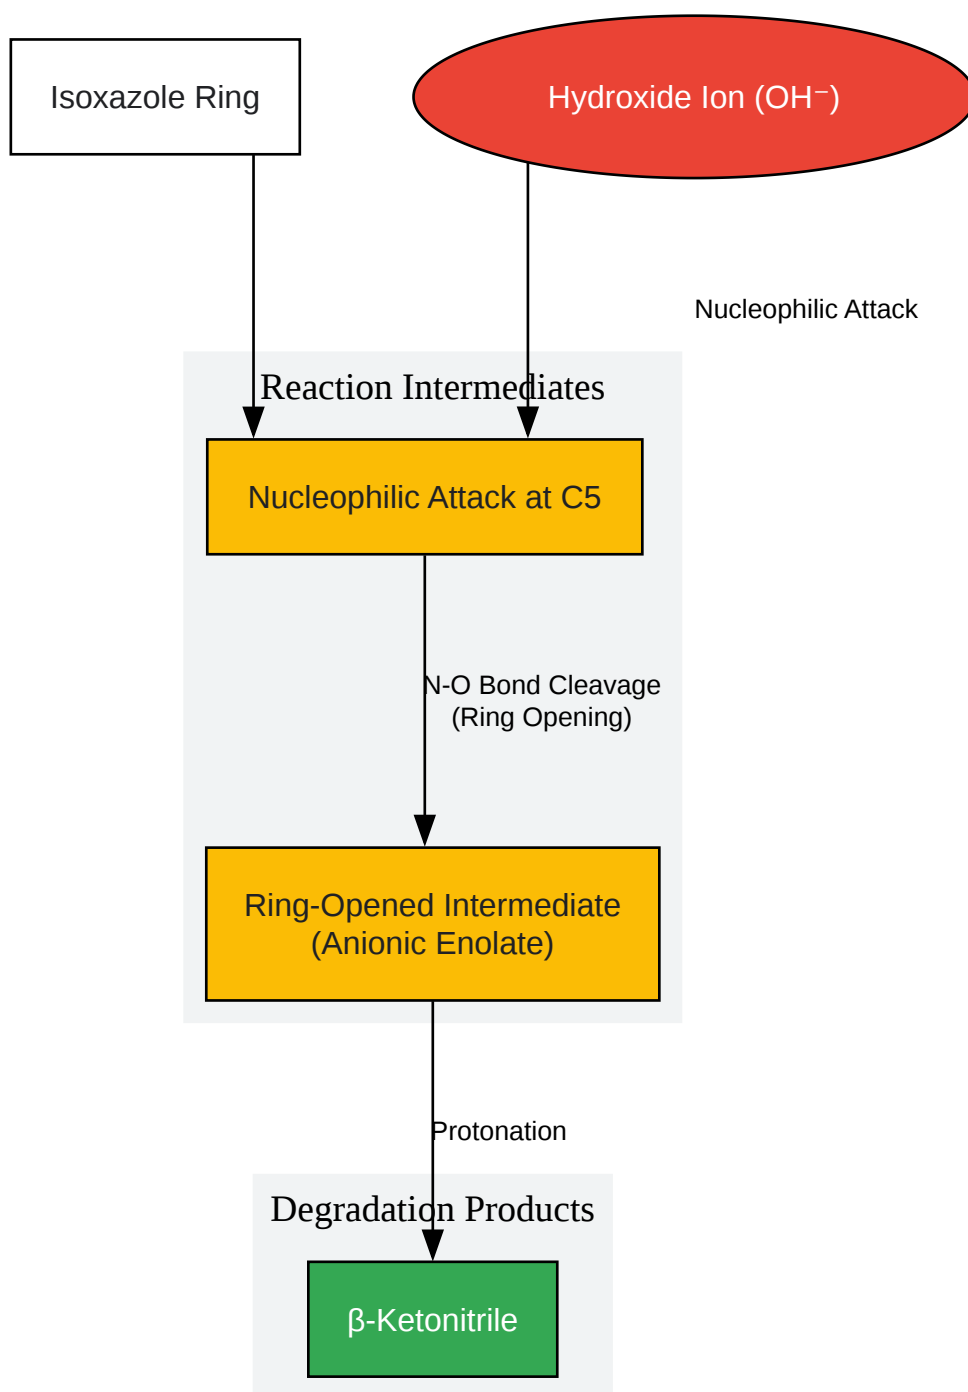 Isoxazole Ring
Hydroxide Ion (OH⁻)
Nucleophilic Attack
Reaction Intermediates
Nucleophilic Attack at C5
N-O Bond Cleavage
(Ring Opening)
Ring-Opened Intermediate
(Anionic Enolate)
Protonation
Degradation Products
β-Ketonitrile